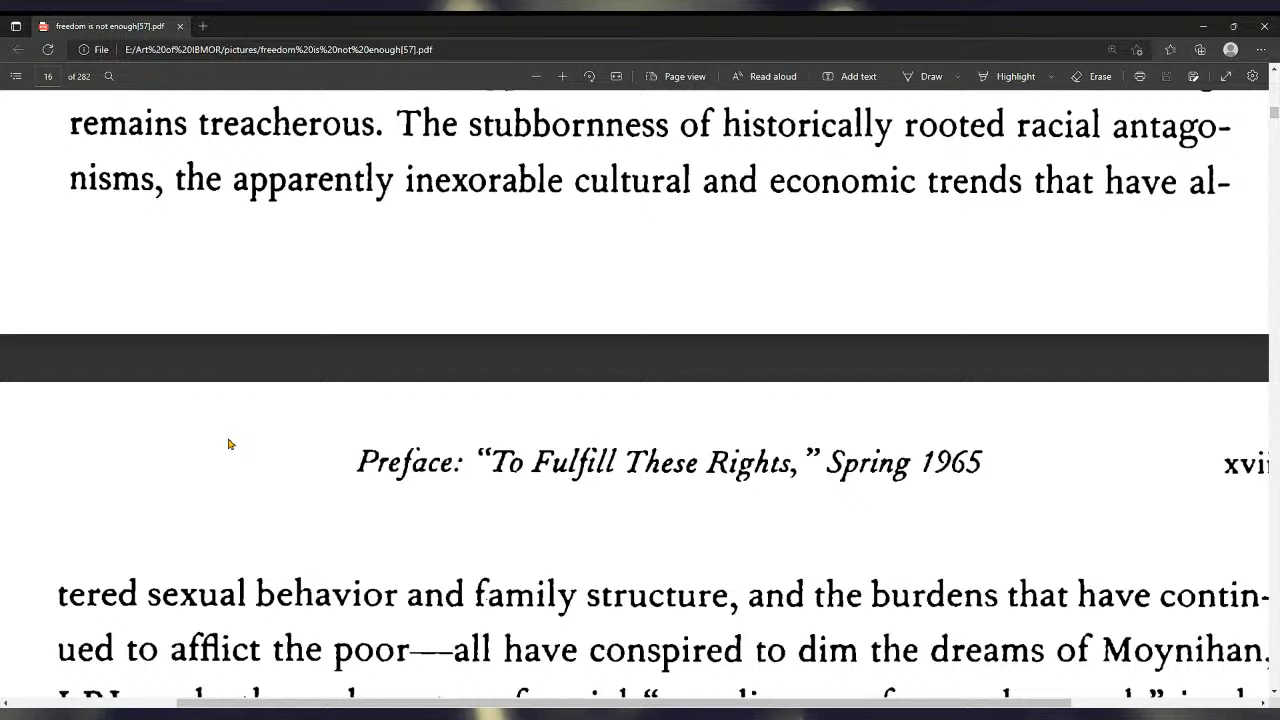 freedom is not enough[57].pdf
File E:/Art%20of%20IBMOR/pictures/freedom%20is%20not%20enough[57].pdf
16 of 282 Page view Read aloud Add text Draw Highlight Erase
remains treacherous. The stubbornness of historically rooted racial antago-
nisms, the apparently inexorable cultural and economic trends that have al-
Preface: “To Fulfill These Rights,” Spring 1965
tered sexual behavior and family structure, and the burdens that have contin-
ued to afflict the poor—all have conspired to dim the dreams of Moynihan,